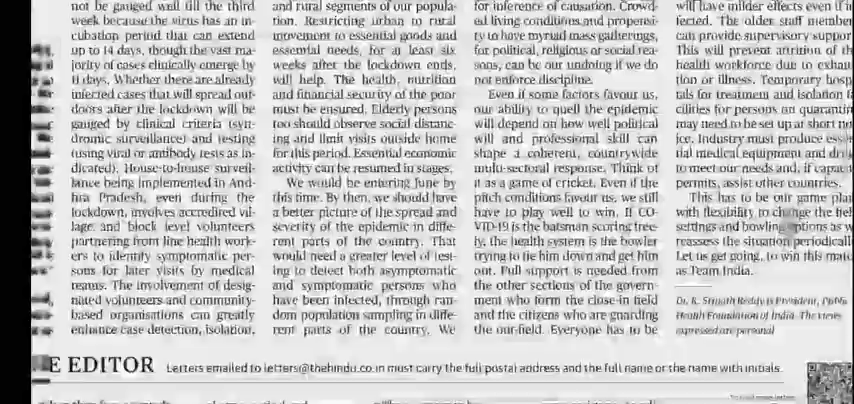 not be gauged well till the third
week because the virus has an in-
cubation period that can extend
up to 14 days, though the vast ma-
jority of cases clinically emerge by
11 days. Whether there are already
infected cases that will spread out-
doors after the lockdown will be
gauged by clinical criteria (syn-
dromic surveillance) and testing
(using viral or antibody tests as in-
dicated). House-to-house surveil-
lance being implemented in And-
hra Pradesh, even during the
lockdown, involves accredited vil-
lage and block level volunteers
partnering from line health work-
ers to identify symptomatic per-
sons for later visits by medical
teams. The involvement of desig-
nated volunteers and community-
based organisations can greatly
enhance case detection, isolation,
and rural segments of our popula-
tion. Restricting urban to rural
movement to essential goods and
essential needs, for at least six
weeks after the lockdown ends,
will help. The health, nutrition
and financial security of the poor
must be ensured. Elderly persons
too should observe social distanc-
ing and limit visits outside home
for this period. Essential economic
activity can be resumed in stages.
We would be entering June by
this time. By then, we should have
a better picture of the spread and
severity of the epidemic in diffe-
rent parts of the country. That
would need a greater level of test-
ing to detect both asymptomatic
and symptomatic persons who
have been infected, through ran-
dom population sampling in diffe-
rent parts of the country. We
for inference of causation. Crowd-
ed living conditions and propensi-
ty to have myriad mass gatherings,
for political, religious or social rea-
sons, can be our undoing if we do
not enforce discipline.
Even if some factors favour us,
our ability to quell the epidemic
will depend on how well political
will and professional skill can
shape a coherent, countrywide
multi-sectoral response. Think of
it as a game of cricket. Even if the
pitch conditions favour us, we still
have to play well to win. If CO-
VID-19 is the batsman scoring free-
ly, the health system is the bowler
trying to tie him down and get him
out. Full support is needed from
the other sections of the govern-
ment who form the close-in field
and the citizens who are guarding
the out-field. Everyone has to be
will have milder effects even if in
fected. The older staff member
can provide supervisory suppor
This will prevent attrition of th
health workforce due to exhau
tion or illness. Temporary hosp
tals for treatment and isolation f
cilities for persons on quarantin
may need to be set up at short no
ice. Industry must produce esse
tial medical equipment and dr
to meet our needs and, if capac
permits, assist other countries.
This has to be our game plan
with flexibility to change the fiel
settings and bowling options as w
reassess the situation periodicall
Let us get going, to win this matc
as Team India.
Dr. K. Srinath Reddy is President, Public
Health Foundation of India. The views
expressed are personal
E EDITOR Letters emailed to letters@thehindu.co.in must carry the full postal address and the full name or the name with initials.